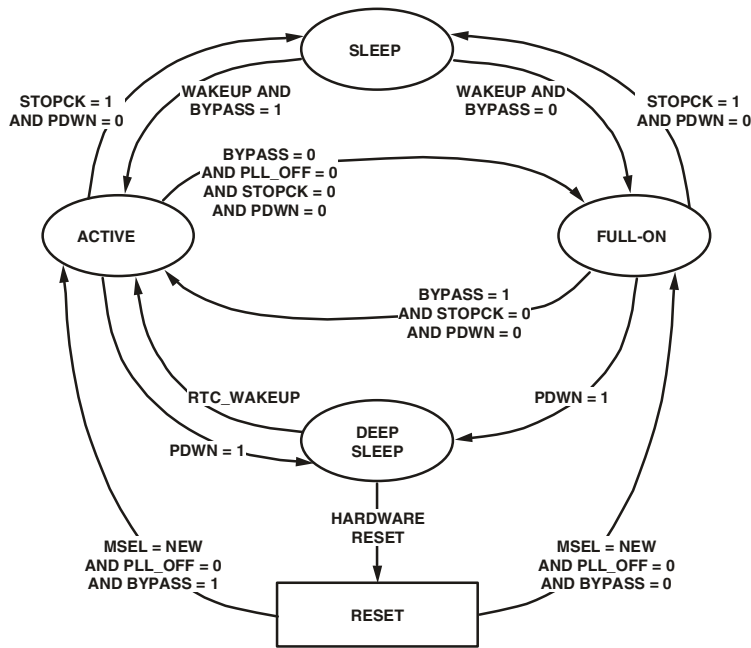 SLEEP
STOPCK = 1
AND PDWN = 0
WAKEUP AND
BYPASS = 1
WAKEUP AND
BYPASS = 0
STOPCK = 1
AND PDWN = 0
BYPASS = 0
AND PLL_OFF = 0
AND STOPCK = 0
AND PDWN = 0
ACTIVE
FULL-ON
BYPASS = 1
AND STOPCK = 0
AND PDWN = 0
RTC_WAKEUP
PDWN = 1
DEEP
SLEEP
PDWN = 1
HARDWARE
RESET
MSEL = NEW
AND PLL_OFF = 0
AND BYPASS = 1
MSEL = NEW
AND PLL_OFF = 0
AND BYPASS = 0
RESET